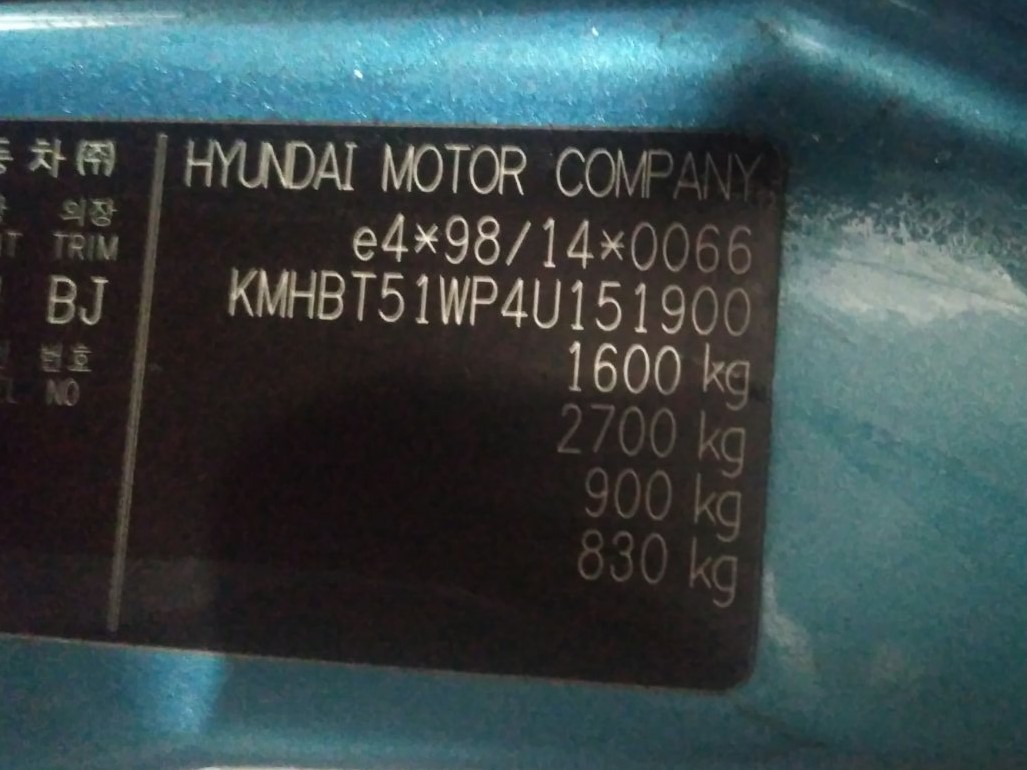 차 (주)
의장
TRIM
BJ
번호
NO
HYUNDAI MOTOR COMPANY
e4*98/14*0066
KMHBT51WP4U151900
1600 kg
2700 kg
900 kg
830 kg